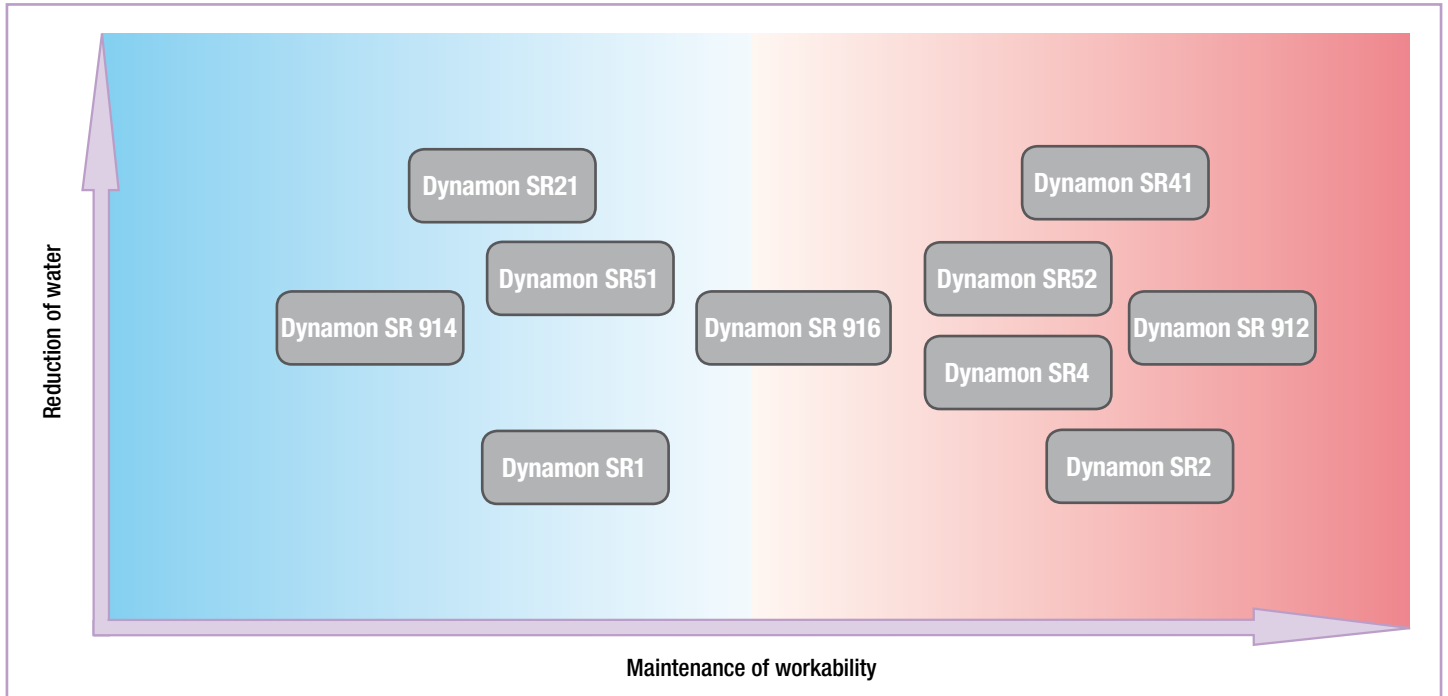 Reduction of water
Dynamon SR21
Dynamon SR41
Dynamon SR51
Dynamon SR52
Dynamon SR 914
Dynamon SR 916
Dynamon SR 912
Dynamon SR4
Dynamon SR1
Dynamon SR2
Maintenance of workability